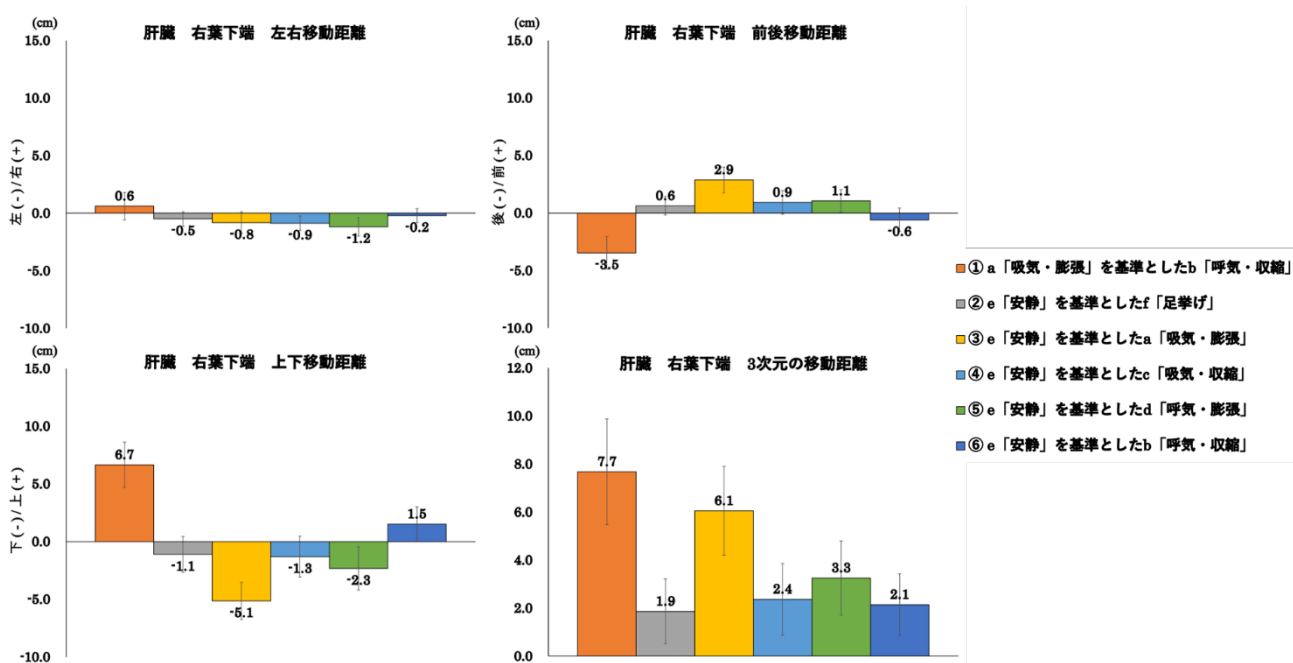 (cm)
肝臓 右葉下端 左右移動距離
15.0
10.0
5.0
0.0
-5.0
-10.0
左(-)/右(+)
0.6
-0.5
-0.8
-0.9
-1.2
-0.2
(cm)
肝臓 右葉下端 前後移動距離
15.0
10.0
5.0
0.0
-5.0
-10.0
後(-)/前(+)
-3.5
0.6
2.9
0.9
1.1
-0.6
(cm)
肝臓 右葉下端 上下移動距離
15.0
10.0
5.0
0.0
-5.0
-10.0
下(-)/上(+)
6.7
-1.1
-5.1
-1.3
-2.3
1.5
(cm)
肝臓 右葉下端 3次元の移動距離
12.0
10.0
8.0
6.0
4.0
2.0
0.0
7.7
1.9
6.1
2.4
3.3
2.1
①a「吸気・膨張」を基準としたb「呼気・収縮」
②e「安静」を基準としたf「足挙げ」
③e「安静」を基準としたa「吸気・膨張」
④e「安静」を基準としたc「吸気・収縮」
⑤e「安静」を基準としたd「呼気・膨張」
⑥e「安静」を基準としたb「呼気・収縮」